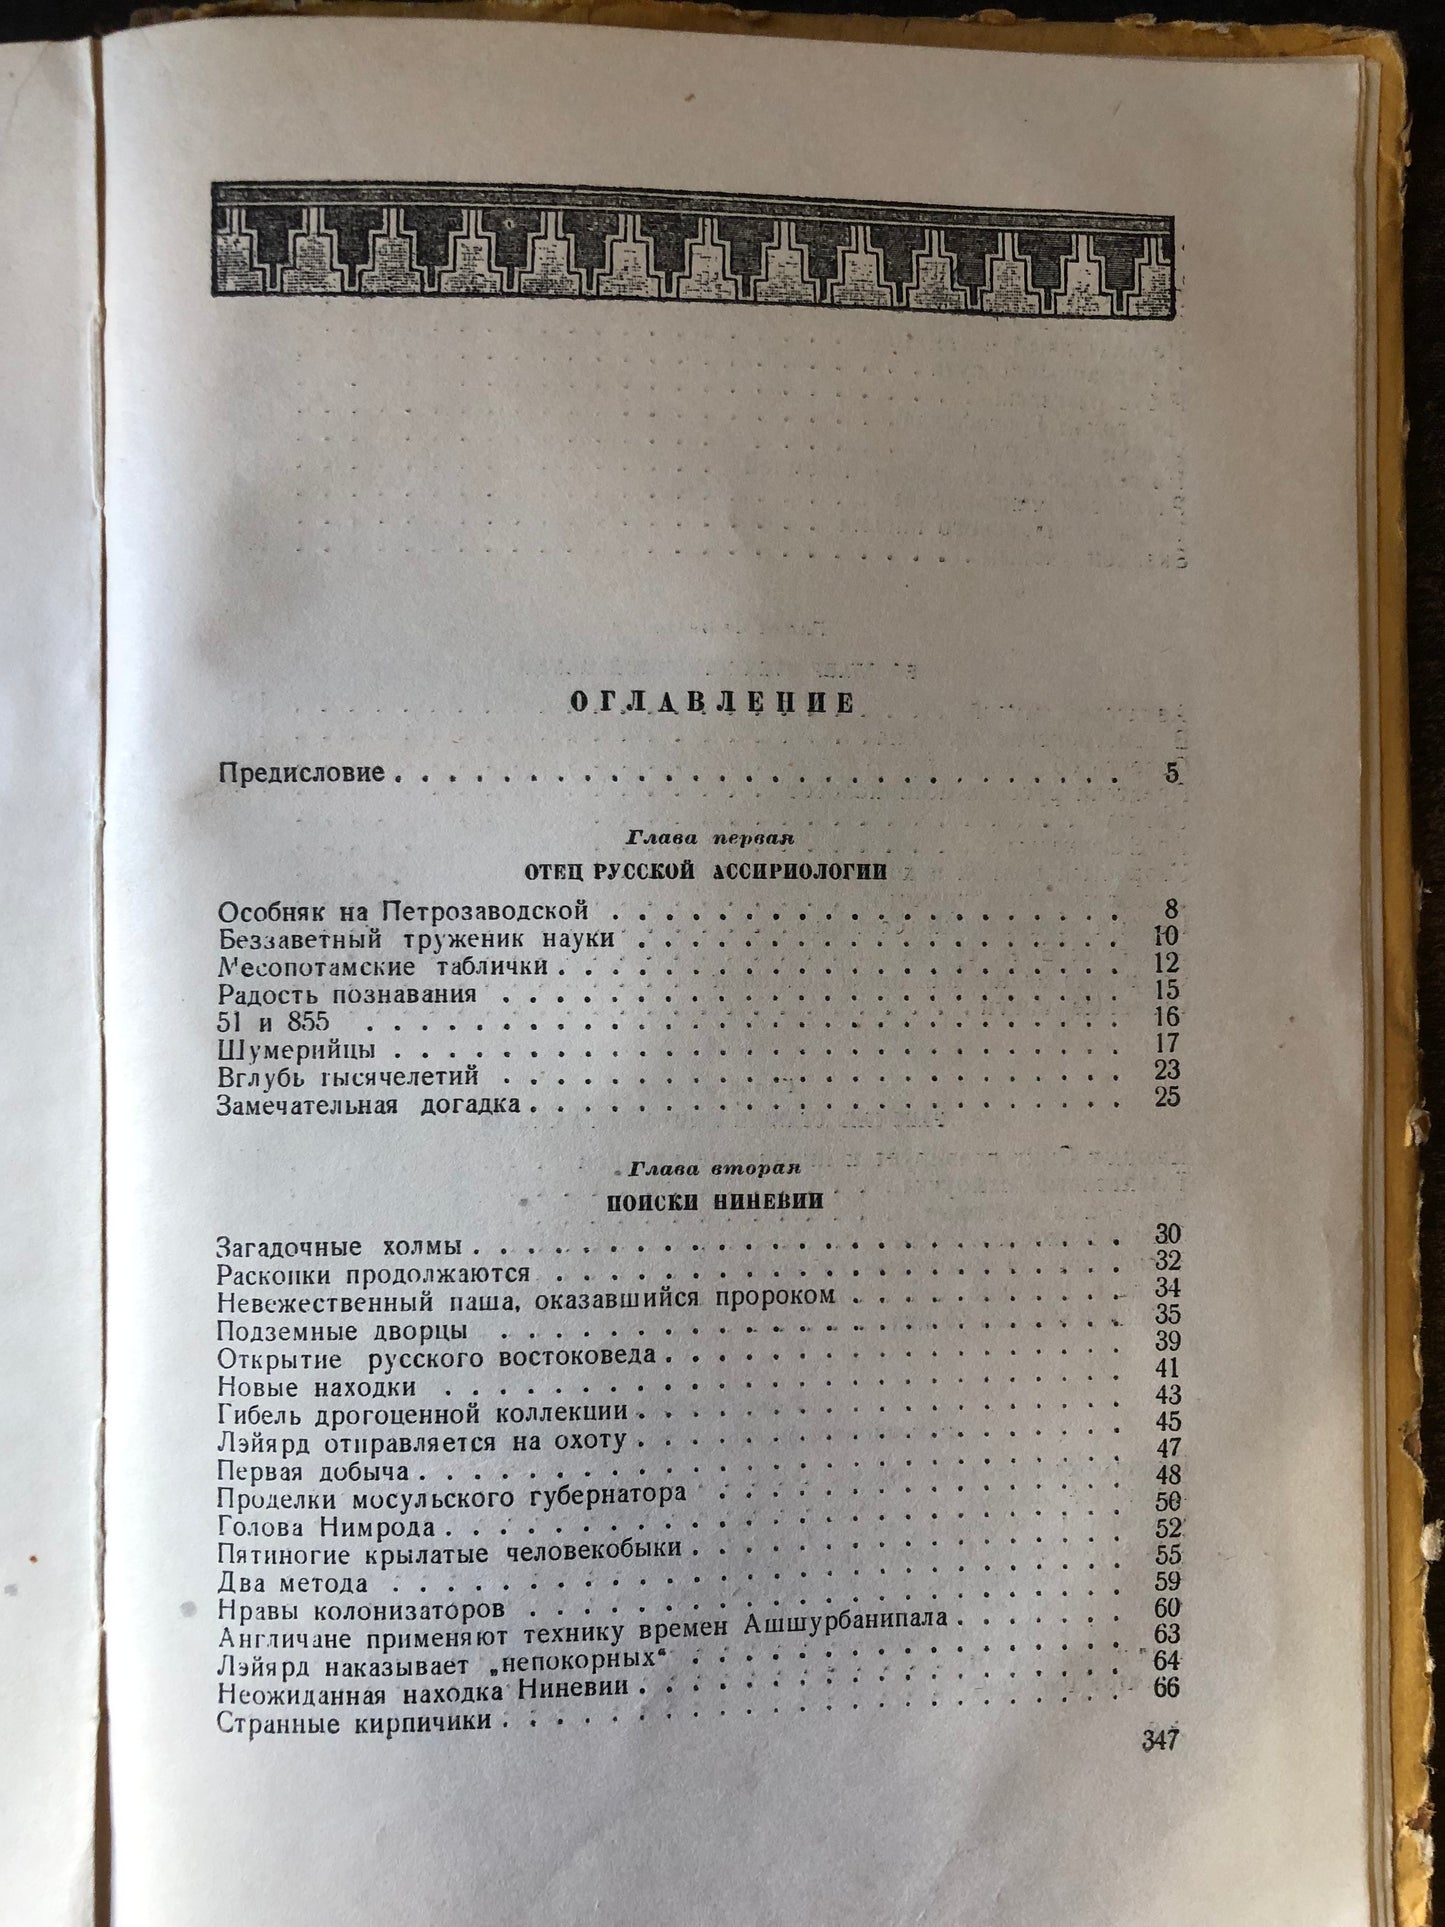 ОГЛАВЛЕНИЕ
Предисловие . . . . . . . . . . . . . . . . . . . . . . . . . . . 5
Глава первая
ОТЕЦ РУССКОЙ АССИРИОЛОГИИ
Особняк на Петрозаводской . . . . . . . . . . . . . . . . . . . 8
Беззаветный труженик науки . . . . . . . . . . . . . . . . . . 10
Месопотамские таблички . . . . . . . . . . . . . . . . . . . . . 12
Радость познавания . . . . . . . . . . . . . . . . . . . . . . . 15
51 и 855 . . . . . . . . . . . . . . . . . . . . . . . . . . . . 16
Шумерийцы . . . . . . . . . . . . . . . . . . . . . . . . . . . 17
Вглубь тысячелетий . . . . . . . . . . . . . . . . . . . . . . . 23
Замечательная догадка . . . . . . . . . . . . . . . . . . . . . . 25
Глава вторая
ПОИСКИ НИНЕВИИ
Загадочные холмы . . . . . . . . . . . . . . . . . . . . . . . . 30
Раскопки продолжаются . . . . . . . . . . . . . . . . . . . . . 32
Невежественный паша, оказавшийся пророком . . . . . . . . . . . 34
Подземные дворцы . . . . . . . . . . . . . . . . . . . . . . . 35
Открытие русского востоковеда . . . . . . . . . . . . . . . . . 39
Новые находки . . . . . . . . . . . . . . . . . . . . . . . . . 41
Гибель дрогоценной коллекции . . . . . . . . . . . . . . . . . . 43
Лэйярд отправляется на охоту . . . . . . . . . . . . . . . . . . 45
Первая добыча . . . . . . . . . . . . . . . . . . . . . . . . . 47
Проделки мосульского губернатора . . . . . . . . . . . . . . . 48
Голова Нимрода . . . . . . . . . . . . . . . . . . . . . . . . . 50
Пятиногие крылатые человекобыки . . . . . . . . . . . . . . . . 52
Два метода . . . . . . . . . . . . . . . . . . . . . . . . . . . 55
Нравы колонизаторов . . . . . . . . . . . . . . . . . . . . . . 59
Англичане применяют технику времен Ашшурбанипала . . . . . . . 60
Лэйярд наказывает „непокорных“ . . . . . . . . . . . . . . . . 63
Неожиданная находка Ниневии . . . . . . . . . . . . . . . . . . 64
Странные кирпичики . . . . . . . . . . . . . . . . . . . . . . . 66
347